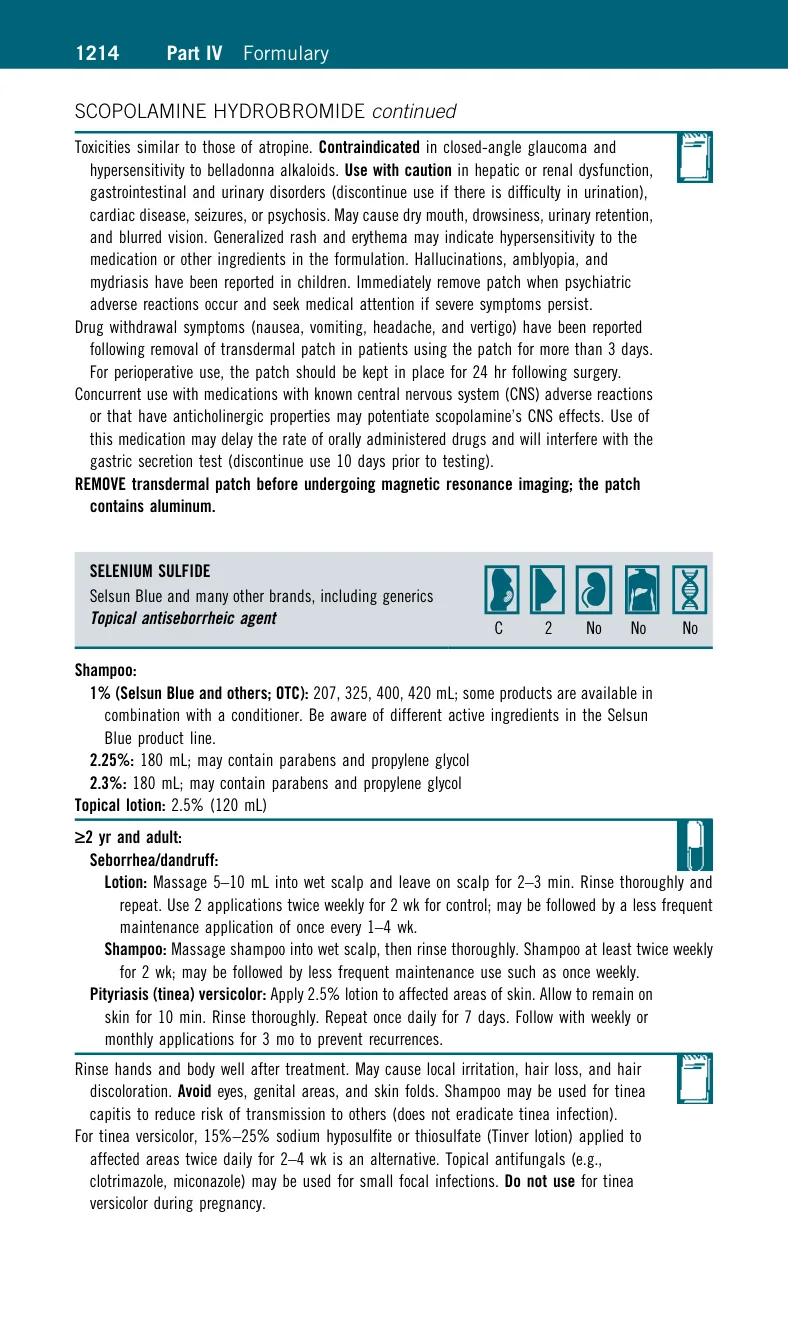 1214 Part IV Formulary
SCOPOLAMINE HYDROBROMIDE continued
Toxicities similar to those of atropine. Contraindicated in closed-angle glaucoma and
hypersensitivity to belladonna alkaloids. Use with caution in hepatic or renal dysfunction,
gastrointestinal and urinary disorders (discontinue use if there is difficulty in urination),
cardiac disease, seizures, or psychosis. May cause dry mouth, drowsiness, urinary retention,
and blurred vision. Generalized rash and erythema may indicate hypersensitivity to the
medication or other ingredients in the formulation. Hallucinations, amblyopia, and
mydriasis have been reported in children. Immediately remove patch when psychiatric
adverse reactions occur and seek medical attention if severe symptoms persist.
Drug withdrawal symptoms (nausea, vomiting, headache, and vertigo) have been reported
following removal of transdermal patch in patients using the patch for more than 3 days.
For perioperative use, the patch should be kept in place for 24 hr following surgery.
Concurrent use with medications with known central nervous system (CNS) adverse reactions
or that have anticholinergic properties may potentiate scopolamine's CNS effects. Use of
this medication may delay the rate of orally administered drugs and will interfere with the
gastric secretion test (discontinue use 10 days prior to testing).
REMOVE transdermal patch before undergoing magnetic resonance imaging; the patch
contains aluminum.
SELENIUM SULFIDE
Selsun Blue and many other brands, including generics
Topical antiseborrheic agent
C 2 No No No
Shampoo:
1% (Selsun Blue and others; OTC): 207, 325, 400, 420 mL; some products are available in
combination with a conditioner. Be aware of different active ingredients in the Selsun
Blue product line.
2.25%: 180 mL; may contain parabens and propylene glycol
2.3%: 180 mL; may contain parabens and propylene glycol
Topical lotion: 2.5% (120 mL)
≥2 yr and adult:
Seborrhea/dandruff:
Lotion: Massage 5–10 mL into wet scalp and leave on scalp for 2–3 min. Rinse thoroughly and
repeat. Use 2 applications twice weekly for 2 wk for control; may be followed by a less frequent
maintenance application of once every 1–4 wk.
Shampoo: Massage shampoo into wet scalp, then rinse thoroughly. Shampoo at least twice weekly
for 2 wk; may be followed by less frequent maintenance use such as once weekly.
Pityriasis (tinea) versicolor: Apply 2.5% lotion to affected areas of skin. Allow to remain on
skin for 10 min. Rinse thoroughly. Repeat once daily for 7 days. Follow with weekly or
monthly applications for 3 mo to prevent recurrences.
Rinse hands and body well after treatment. May cause local irritation, hair loss, and hair
discoloration. Avoid eyes, genital areas, and skin folds. Shampoo may be used for tinea
capitis to reduce risk of transmission to others (does not eradicate tinea infection).
For tinea versicolor, 15%–25% sodium hyposulfite or thiosulfate (Tinver lotion) applied to
affected areas twice daily for 2–4 wk is an alternative. Topical antifungals (e.g.,
clotrimazole, miconazole) may be used for small focal infections. Do not use for tinea
versicolor during pregnancy.